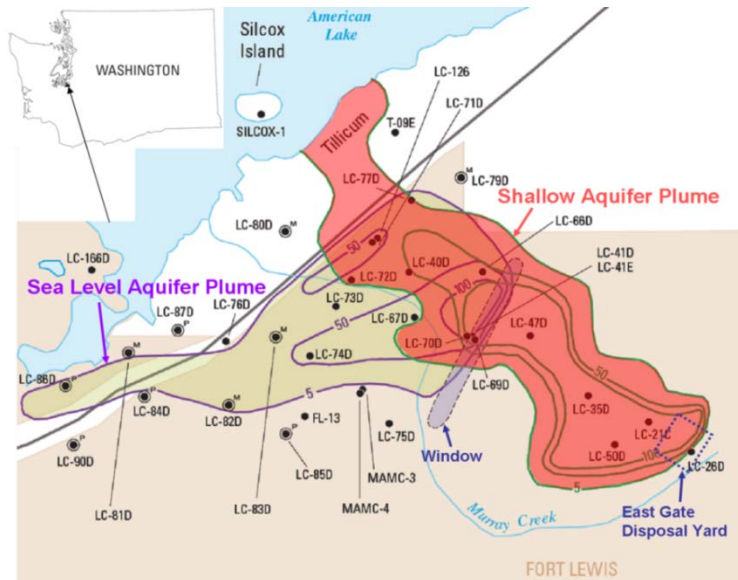 American
Lake
Silcox
Island
WASHINGTON
SILCOX-1
LC-126
LC-71D
T-09E
Tillicum
LC-77D
M
LC-79D
Shallow Aquifer Plume
LC-66D
M
LC-80D
50
LC-166D
LC-72D
LC-40D
100
LC-41D
LC-41E
Sea Level Aquifer Plume
LC-76D
LC-73D
LC-87D
P
50
LC-67D
M
LC-70D
LC-47D
M
LC-74D
LC-69D
50
LC-86D
P
5
LC-35D
P
LC-84D
M
LC-82D
FL-13
LC-21C
LC-75D
LC-50D
100
P
LC-90D
P
LC-85D
Window
5
LC-26D
MAMC-3
LC-81D
LC-83D
MAMC-4
Murray Creek
East Gate
Disposal Yard
FORT LEWIS